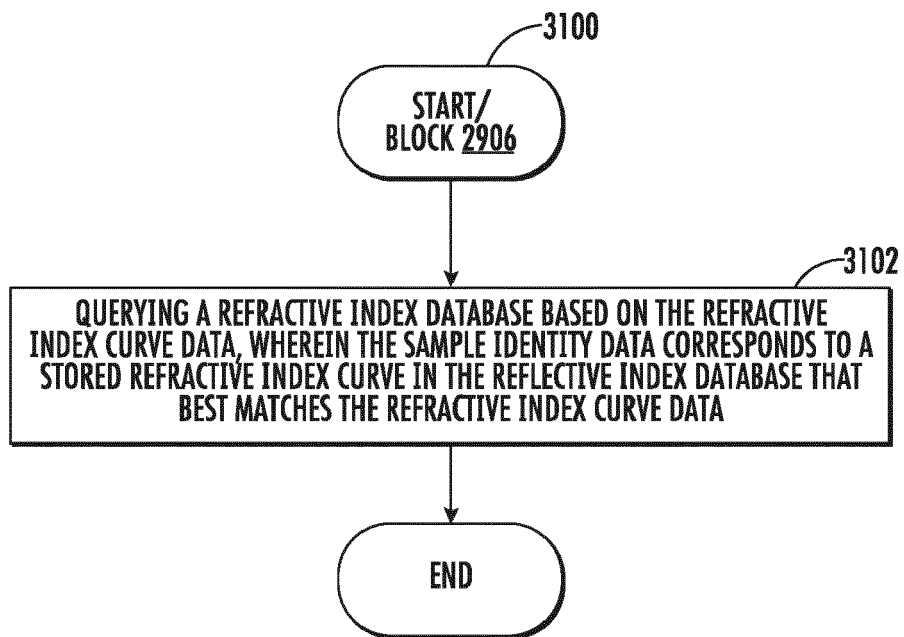 3100
START/
BLOCK 2906
3102
QUERYING A REFRACTIVE INDEX DATABASE BASED ON THE REFRACTIVE
INDEX CURVE DATA, WHEREIN THE SAMPLE IDENTITY DATA CORRESPONDS TO A
STORED REFRACTIVE INDEX CURVE IN THE REFLECTIVE INDEX DATABASE THAT
BEST MATCHES THE REFRACTIVE INDEX CURVE DATA
END